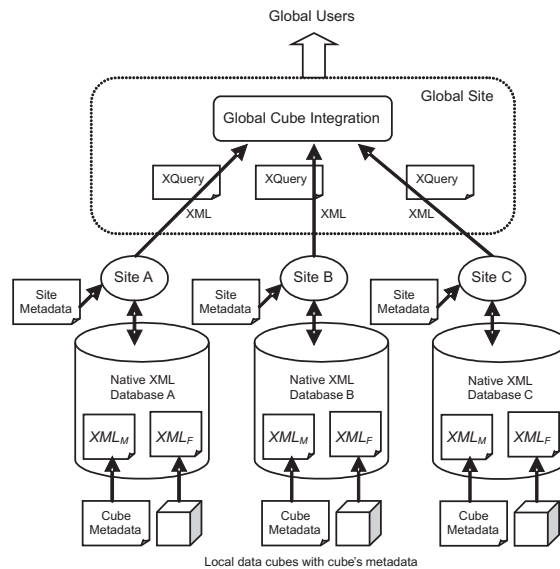 Global Users
Global Site
Global Cube Integration
XQuery
XQuery
XQuery
XML
XML
XML
Site A
Site B
Site C
Site
Metadata
Site
Metadata
Site
Metadata
Native XML
Database A
Native XML
Database B
Native XML
Database C
XML_M
XML_F
XML_M
XML_F
XML_M
XML_F
Cube
Metadata
Cube
Metadata
Cube
Metadata
Local data cubes with cube's metadata